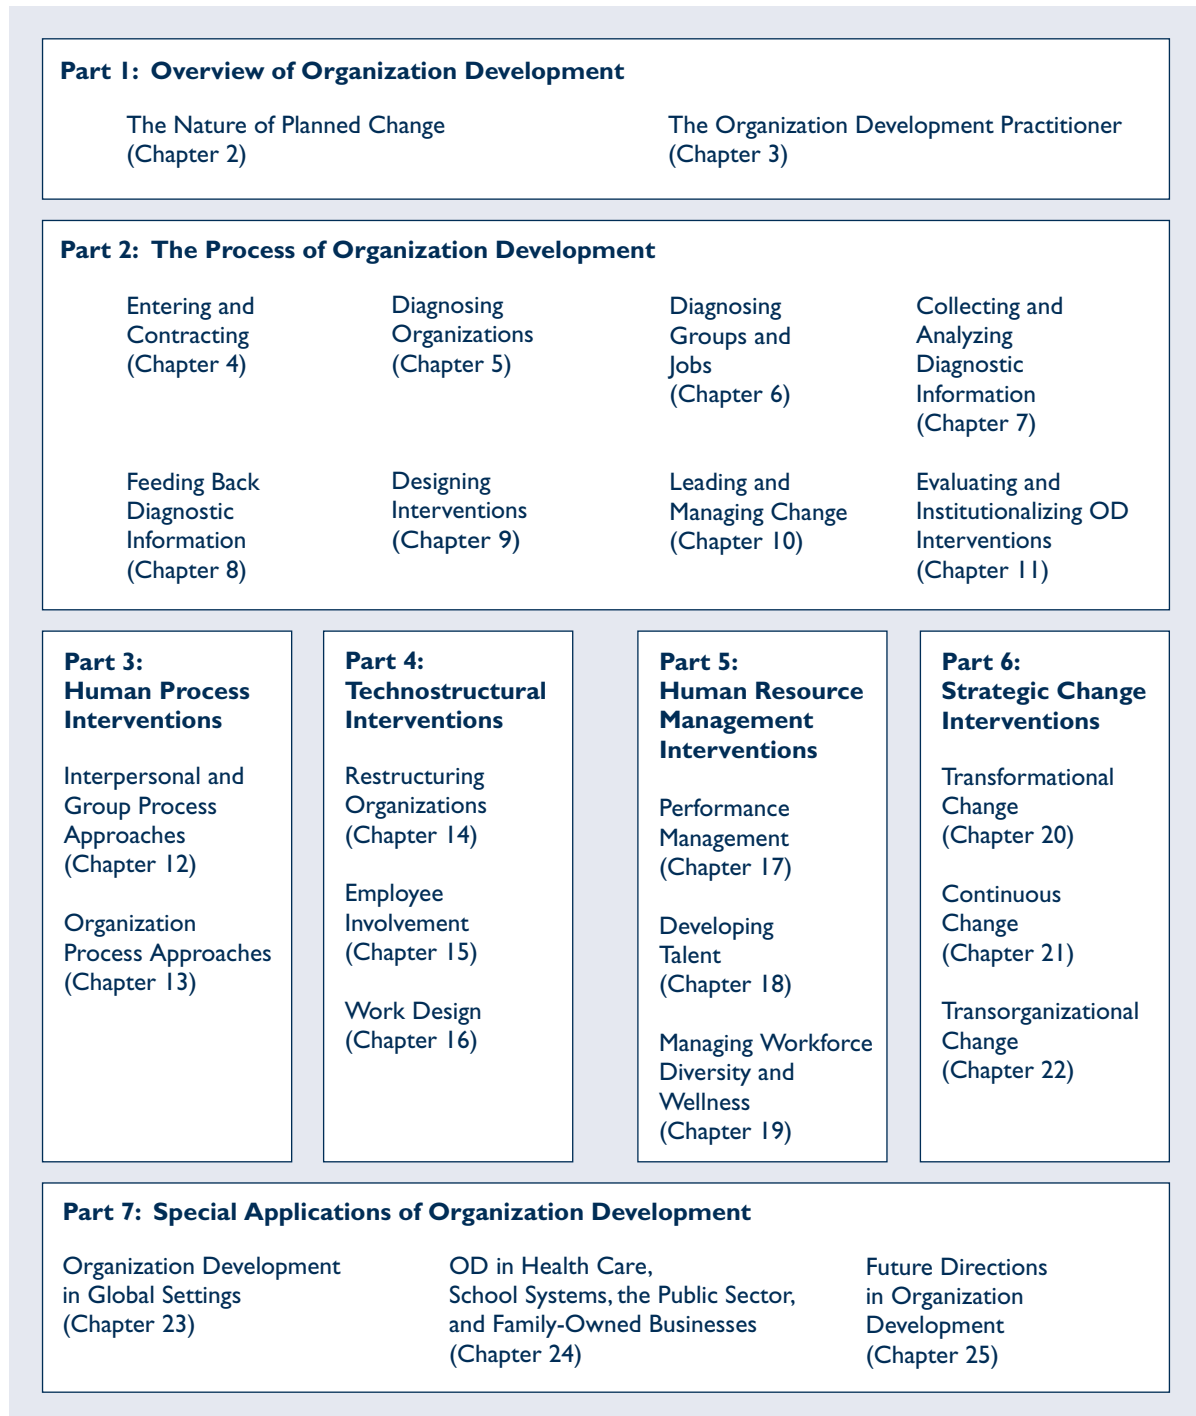 Part 1: Overview of Organization Development
The Nature of Planned Change
(Chapter 2)
The Organization Development Practitioner
(Chapter 3)
Part 2: The Process of Organization Development
Entering and
Contracting
(Chapter 4)
Diagnosing
Organizations
(Chapter 5)
Diagnosing
Groups and
Jobs
(Chapter 6)
Collecting and
Analyzing
Diagnostic
Information
(Chapter 7)
Feeding Back
Diagnostic
Information
(Chapter 8)
Designing
Interventions
(Chapter 9)
Leading and
Managing Change
(Chapter 10)
Evaluating and
Institutionalizing OD
Interventions
(Chapter 11)
Part 3:
Human Process
Interventions
Interpersonal and
Group Process
Approaches
(Chapter 12)
Organization
Process Approaches
(Chapter 13)
Part 4:
Technostructural
Interventions
Restructuring
Organizations
(Chapter 14)
Employee
Involvement
(Chapter 15)
Work Design
(Chapter 16)
Part 5:
Human Resource
Management
Interventions
Performance
Management
(Chapter 17)
Developing
Talent
(Chapter 18)
Managing Workforce
Diversity and
Wellness
(Chapter 19)
Part 6:
Strategic Change
Interventions
Transformational
Change
(Chapter 20)
Continuous
Change
(Chapter 21)
Transorganizational
Change
(Chapter 22)
Part 7: Special Applications of Organization Development
Organization Development
in Global Settings
(Chapter 23)
OD in Health Care,
School Systems, the Public Sector,
and Family-Owned Businesses
(Chapter 24)
Future Directions
in Organization
Development
(Chapter 25)